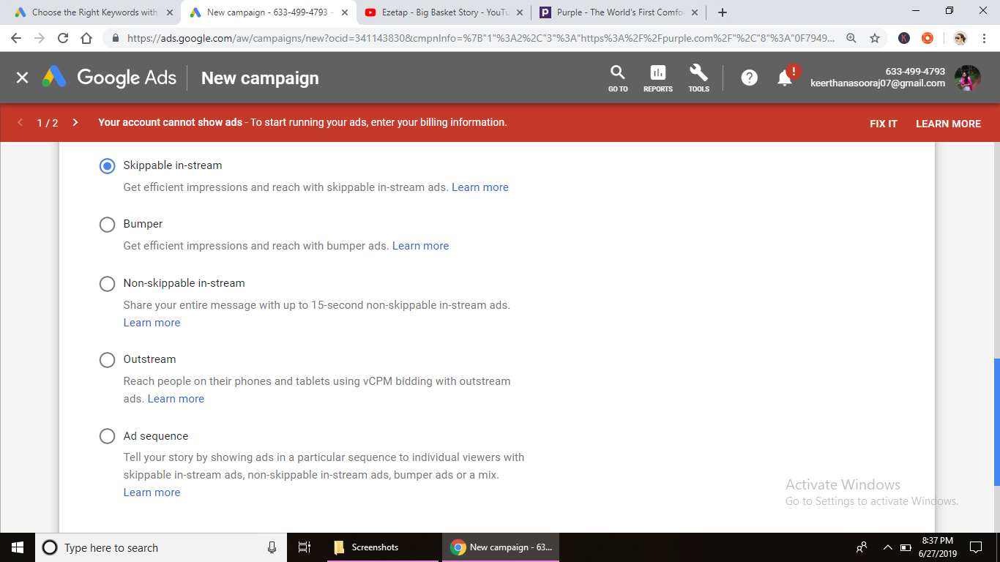 Choose the Right Keywords with
New campaign - 633-499-4793 -
Ezetap - Big Basket Story - YouTu
Purple - The World's First Comfo
https://ads.google.com/aw/campaigns/new?ocid=341143830&cmpnInfo=%7B"1"%3A2%2C"3"%3A"https%3A%2F%2Fpurple.com%2F"%2C"8"%3A"0F7949...
K
Google Ads
New campaign
GO TO
REPORTS
TOOLS
?
!
633-499-4793
keerthanasooraj07@gmail.com
1 / 2
Your account cannot show ads - To start running your ads, enter your billing information.
FIX IT
LEARN MORE
Skippable in-stream
Get efficient impressions and reach with skippable in-stream ads. Learn more
Bumper
Get efficient impressions and reach with bumper ads. Learn more
Non-skippable in-stream
Share your entire message with up to 15-second non-skippable in-stream ads.
Learn more
Outstream
Reach people on their phones and tablets using vCPM bidding with outstream
ads. Learn more
Ad sequence
Tell your story by showing ads in a particular sequence to individual viewers with
skippable in-stream ads, non-skippable in-stream ads, bumper ads or a mix.
Learn more
Activate Windows
Go to Settings to activate Windows.
Type here to search
Screenshots
New campaign - 63...
8:37 PM
6/27/2019